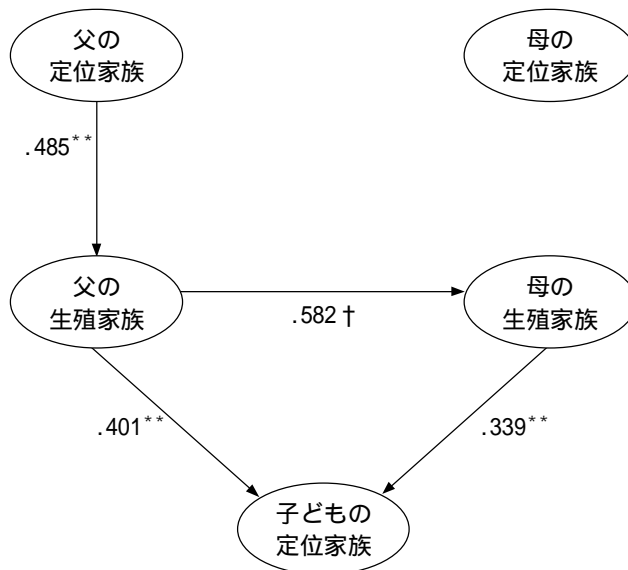 父の
定位家族
母の
定位家族
.485**
父の
生殖家族
.582†
母の
生殖家族
.401**
.339**
子どもの
定位家族